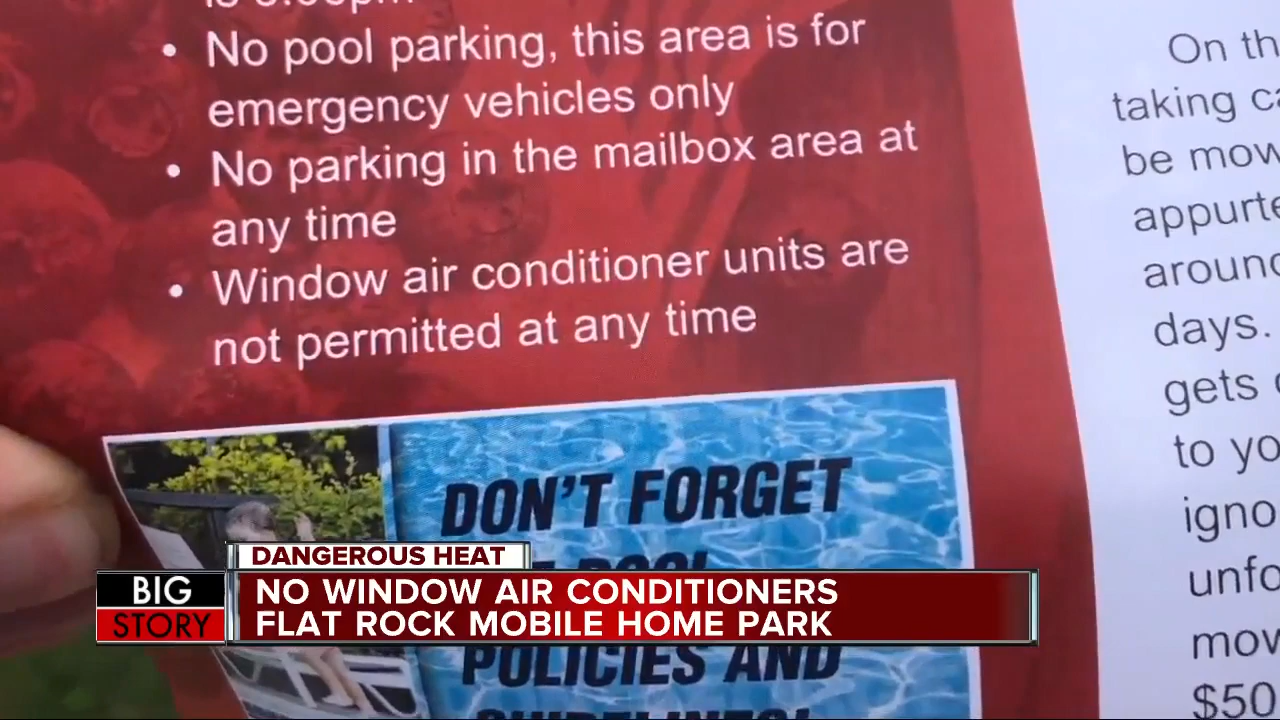 • No pool parking, this area is for
emergency vehicles only
• No parking in the mailbox area at
any time
• Window air conditioner units are
not permitted at any time
DON'T FORGET
POOL
POLICIES AND
GUIDELINES!
On th
taking ca
be mow
appurte
around
days.
gets
to yo
igno
unfo
mow
$50
DANGEROUS HEAT
BIG
STORY
NO WINDOW AIR CONDITIONERS
FLAT ROCK MOBILE HOME PARK